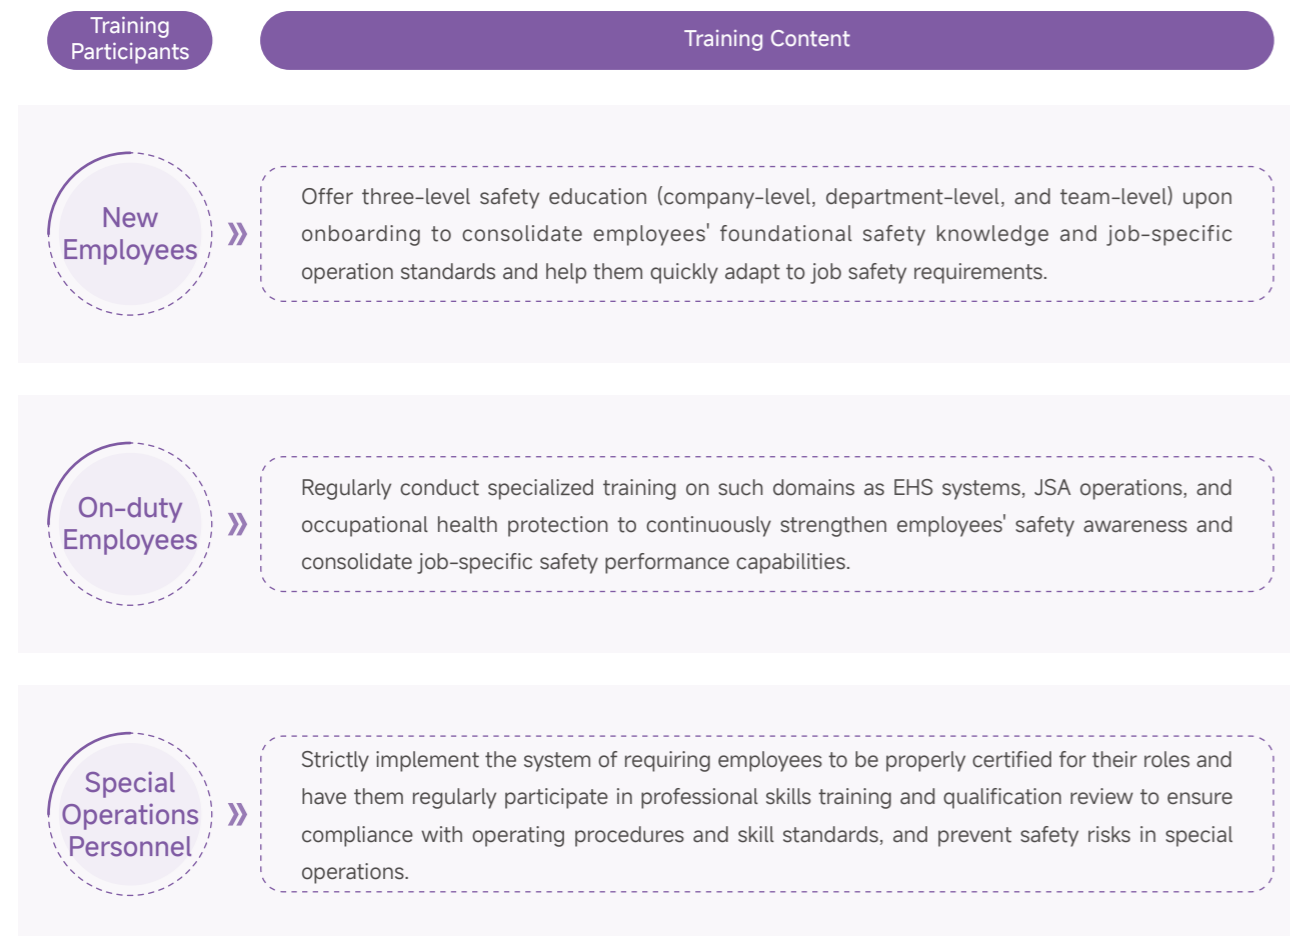 Training
Participants
Training Content
New
Employees
Offer three-level safety education (company-level, department-level, and team-level) upon
onboarding to consolidate employees' foundational safety knowledge and job-specific
operation standards and help them quickly adapt to job safety requirements.
On-duty
Employees
Regularly conduct specialized training on such domains as EHS systems, JSA operations, and
occupational health protection to continuously strengthen employees' safety awareness and
consolidate job-specific safety performance capabilities.
Special
Operations
Personnel
Strictly implement the system of requiring employees to be properly certified for their roles and
have them regularly participate in professional skills training and qualification review to ensure
compliance with operating procedures and skill standards, and prevent safety risks in special
operations.